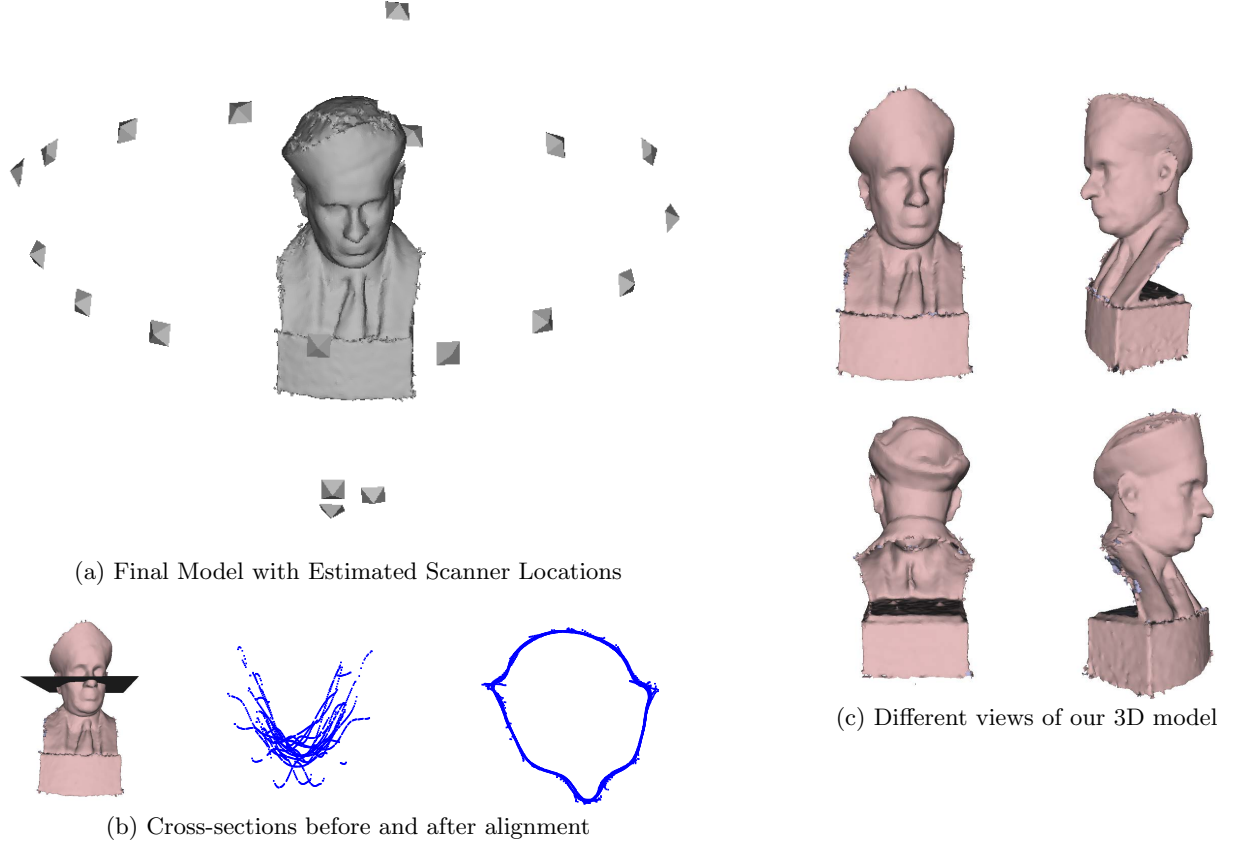 (a) Final Model with Estimated Scanner Locations
(b) Cross-sections before and after alignment
(c) Different views of our 3D model